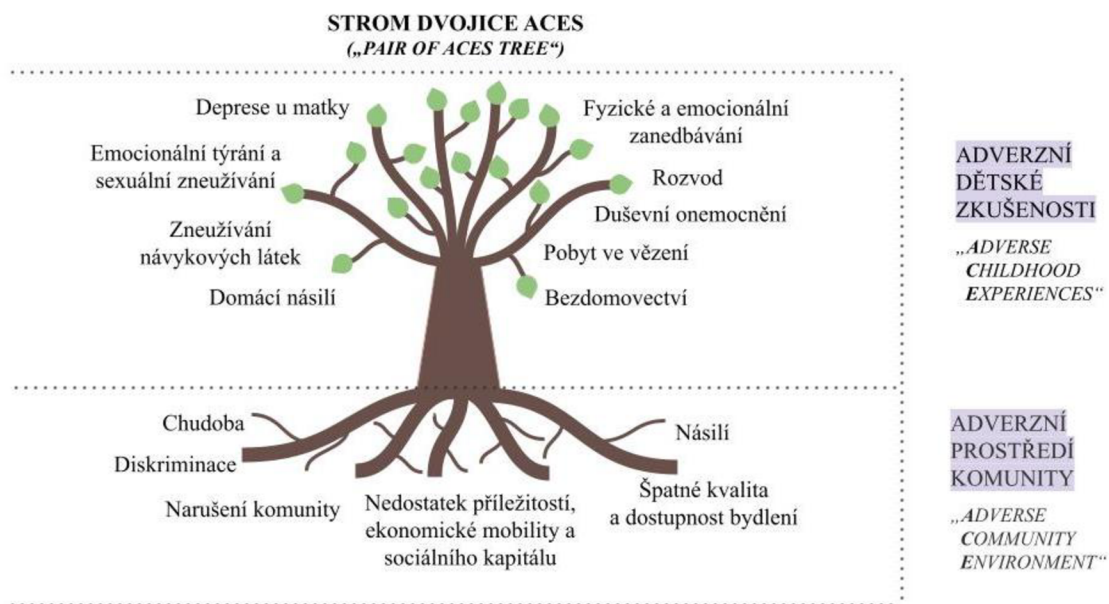 STROM DVOJICE ACES
(„PAIR OF ACES TREE“)
Deprese u matky
Fyzické a emocionální
zanedbávání
Emocionální týrání a
sexuální zneužívání
Rozvod
Duševní onemocnění
Zneužívání
návykových látek
Pobyt ve vězení
Domácí násilí
Bezdomovectví
ADVERZNÍ
DĚTSKÉ
ZKUŠENOSTI
„ADVERSE
CHILDHOOD
EXPERIENCES“
Chudoba
Diskriminace
Narušení komunity
Nedostatek příležitostí,
ekonomické mobility a
sociálního kapitálu
Násilí
Špatné kvalita
a dostupnost bydlení
ADVERZNÍ
PROSTŘEDÍ
KOMUNITY
„ADVERSE
COMMUNITY
ENVIRONMENT“